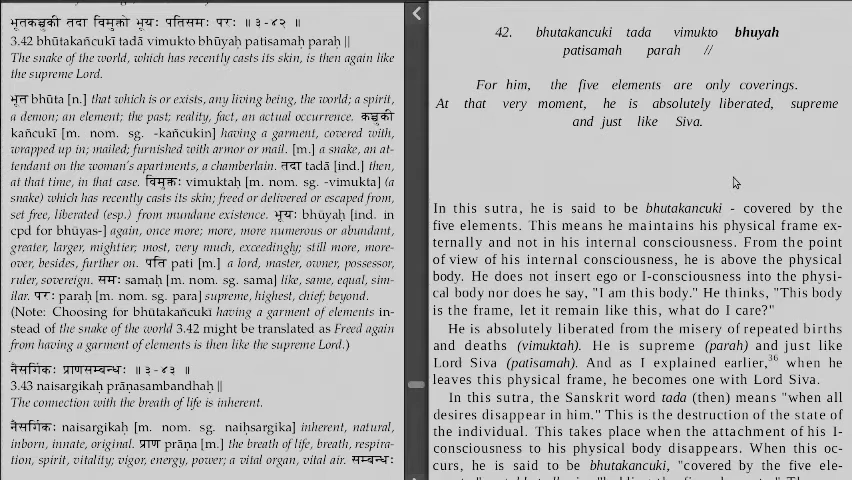 भूतकञ्चुकी तदा विमुक्तो भूयः पतिसमः परः ॥ ३-४२ ॥
3.42 bhūtakañcukī tadā vimukto bhūyaḥ patisamaḥ paraḥ ||
The snake of the world, which has recently casts its skin, is then again like
the supreme Lord.
भूत bhūta [n.] that which is or exists, any living being, the world; a spirit,
a demon; an element; the past; reality, fact, an actual occurrence. कञ्चुकी
kañcukī [m. nom. sg. -kañcukin] having a garment, covered with,
wrapped up in; mailed; furnished with armor or mail. [m.] a snake, an at-
tendant on the woman's apartments, a chamberlain. तदा tadā [ind.] then,
at that time, in that case. विमुक्तः vimuktaḥ [m. nom. sg. -vimukta] (a
snake) which has recently casts its skin; freed or delivered or escaped from,
set free, liberated (esp.) from mundane existence. भूयः bhūyaḥ [ind. in
cpd for bhūyas-] again, once more; more, more numerous or abundant,
greater, larger, mightier; most, very much, exceedingly; still more, more-
over, besides, further on. पति pati [m.] a lord, master, owner, possessor,
ruler, sovereign. समः samaḥ [m. nom. sg. sama] like, same, equal, sim-
ilar. परः paraḥ [m. nom. sg. para] supreme, highest, chief; beyond.
(Note: Choosing for bhūtakañcukī having a garment of elements in-
stead of the snake of the world 3.42 might be translated as Freed again
from having a garment of elements is then like the supreme Lord.)
नैसर्गिकः प्राणसम्बन्धः ॥ ३-४३ ॥
3.43 naisargikaḥ prāṇasambandhaḥ ||
The connection with the breath of life is inherent.
नैसर्गिकः naisargikaḥ [m. nom. sg. naiḥsargika] inherent, natural,
inborn, innate, original. प्राण prāṇa [m.] the breath of life, breath, respira-
tion, spirit, vitality; vigor, energy, power; a vital organ, vital air. सम्बन्धः
42. bhutakancuki tada vimukto bhuyah
patisamah parah //
For him, the five elements are only coverings.
At that very moment, he is absolutely liberated, supreme
and just like Siva.
In this sutra, he is said to be bhutakancuki - covered by the
five elements. This means he maintains his physical frame ex-
ternally and not in his internal consciousness. From the point
of view of his internal consciousness, he is above the physical
body. He does not insert ego or I-consciousness into the physi-
cal body nor does he say, "I am this body." He thinks, "This body
is the frame, let it remain like this, what do I care?"
He is absolutely liberated from the misery of repeated births
and deaths (vimuktah). He is supreme (parah) and just like
Lord Siva (patisamah). And as I explained earlier,36 when he
leaves this physical frame, he becomes one with Lord Siva.
In this sutra, the Sanskrit word tada (then) means "when all
desires disappear in him." This is the destruction of the state of
the individual. This takes place when the attachment of his I-
consciousness to his physical body disappears. When this oc-
curs, he is said to be bhutakancuki, "covered by the five ele-